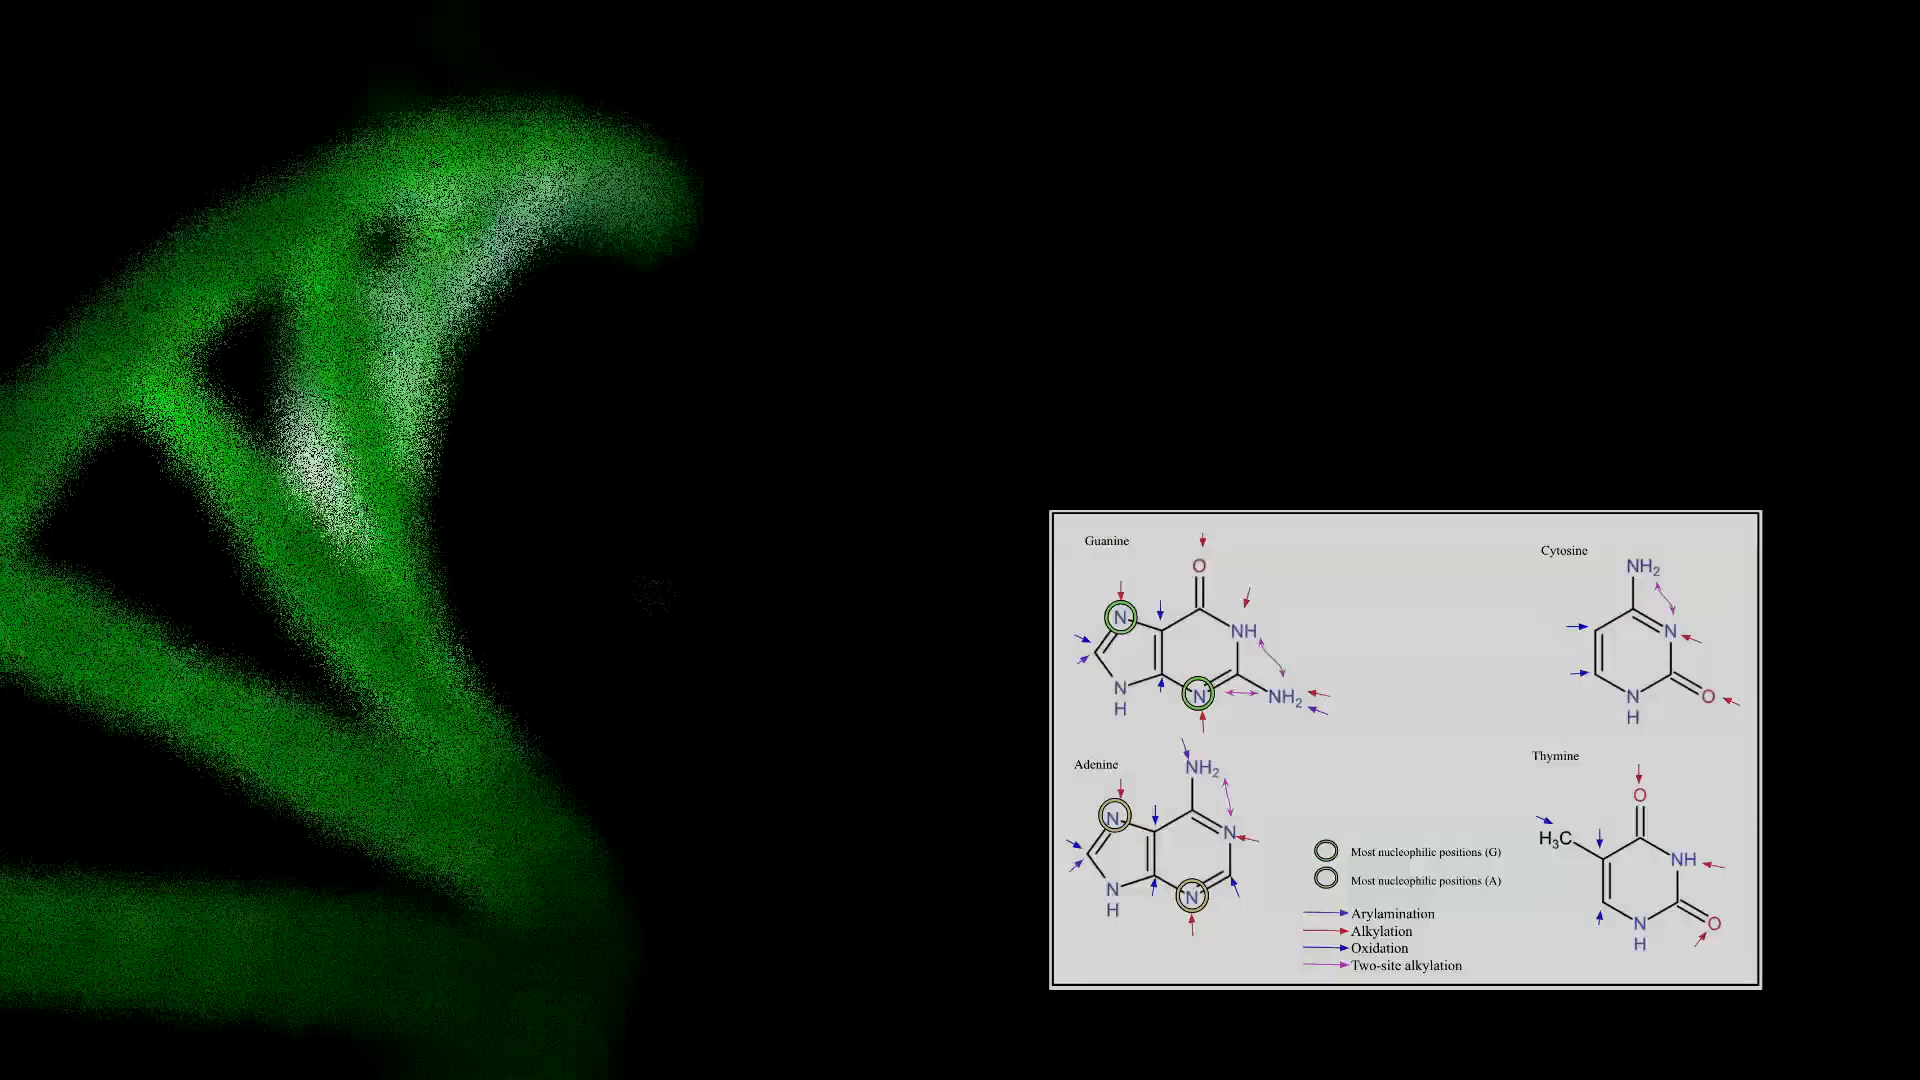 Guanine
O
N
NH
N
H
N
NH2
Cytosine
NH2
N
N
H
O
Adenine
NH2
N
N
N
H
N
Most nucleophilic positions (G)
Most nucleophilic positions (A)
Arylamination
Alkylation
Oxidation
Two-site alkylation
Thymine
O
H3C
NH
N
H
O